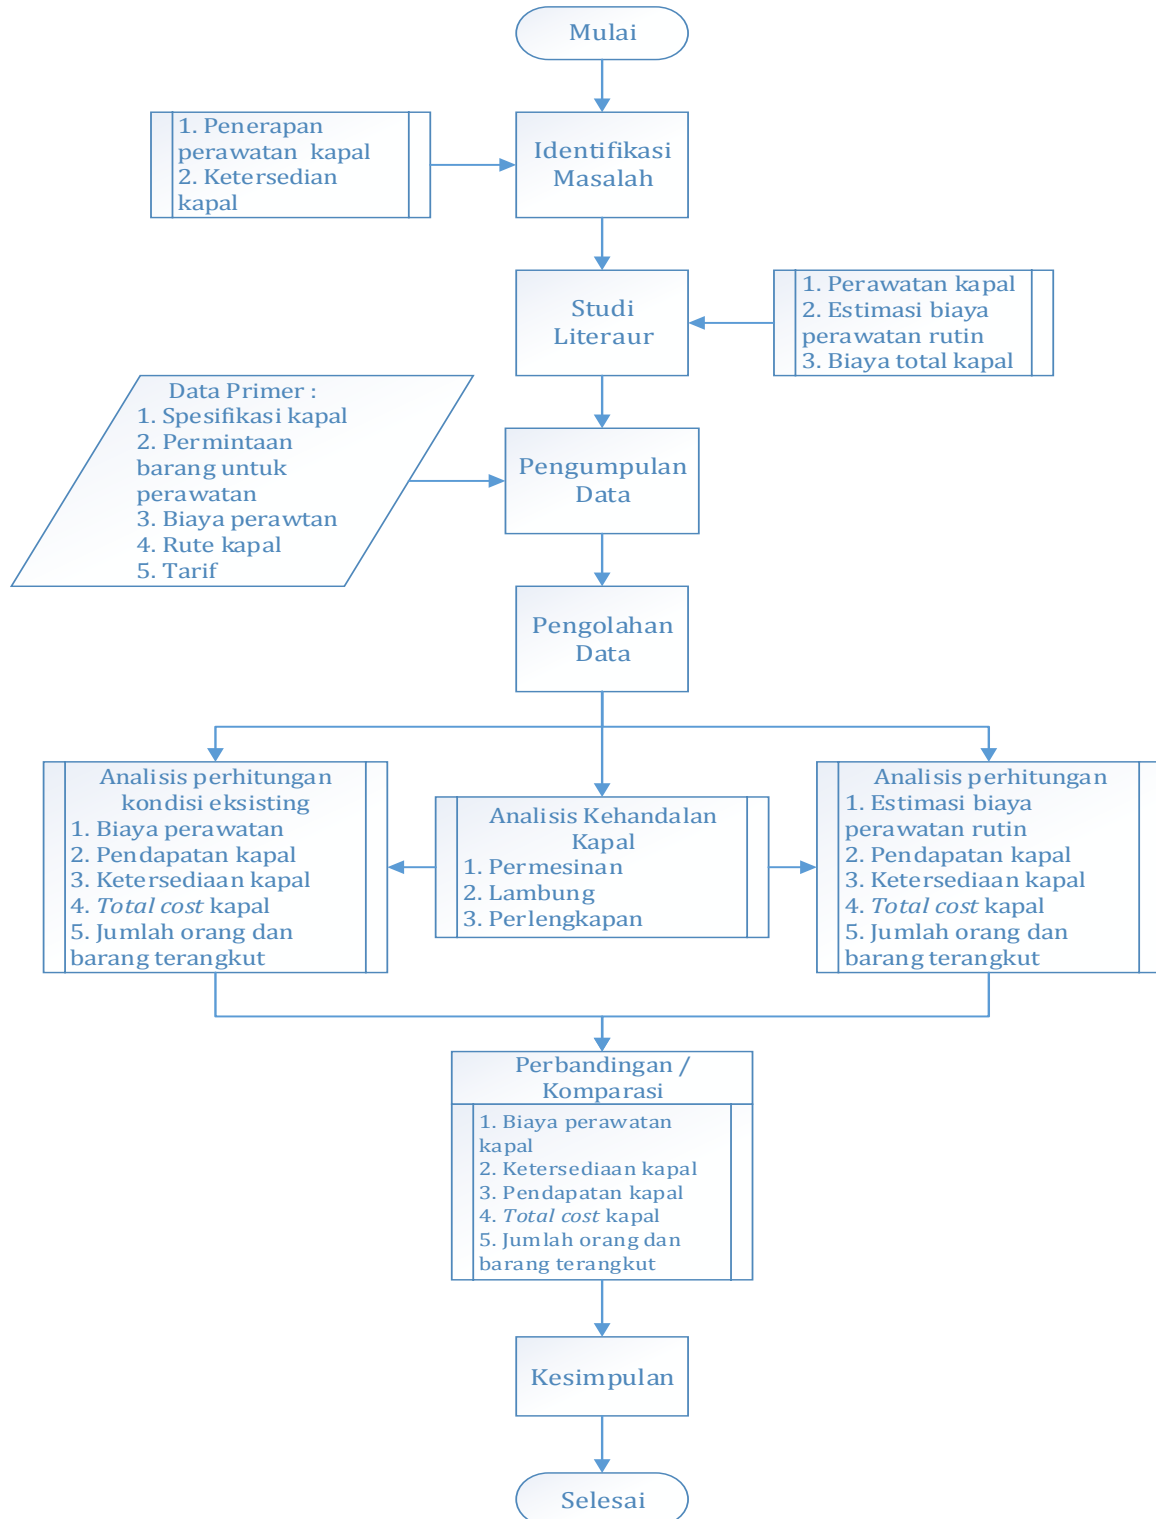 Mulai
1. Penerapan
perawatan kapal
2. Ketersedian
kapal
Identifikasi
Masalah
Studi
Literaur
1. Perawatan kapal
2. Estimasi biaya
perawatan rutin
3. Biaya total kapal
Data Primer :
1. Spesifikasi kapal
2. Permintaan
barang untuk
perawatan
3. Biaya perawtan
4. Rute kapal
5. Tarif
Pengumpulan
Data
Pengolahan
Data
Analisis perhitungan
kondisi eksisting
1. Biaya perawatan
2. Pendapatan kapal
3. Ketersediaan kapal
4. Total cost kapal
5. Jumlah orang dan
barang terangkut
Analisis Kehandalan
Kapal
1. Permesinan
2. Lambung
3. Perlengkapan
Analisis perhitungan
1. Estimasi biaya
perawatan rutin
2. Pendapatan kapal
3. Ketersediaan kapal
4. Total cost kapal
5. Jumlah orang dan
barang terangkut
Perbandingan /
Komparasi
1. Biaya perawatan
kapal
2. Ketersediaan kapal
3. Pendapatan kapal
4. Total cost kapal
5. Jumlah orang dan
barang terangkut
Kesimpulan
Selesai